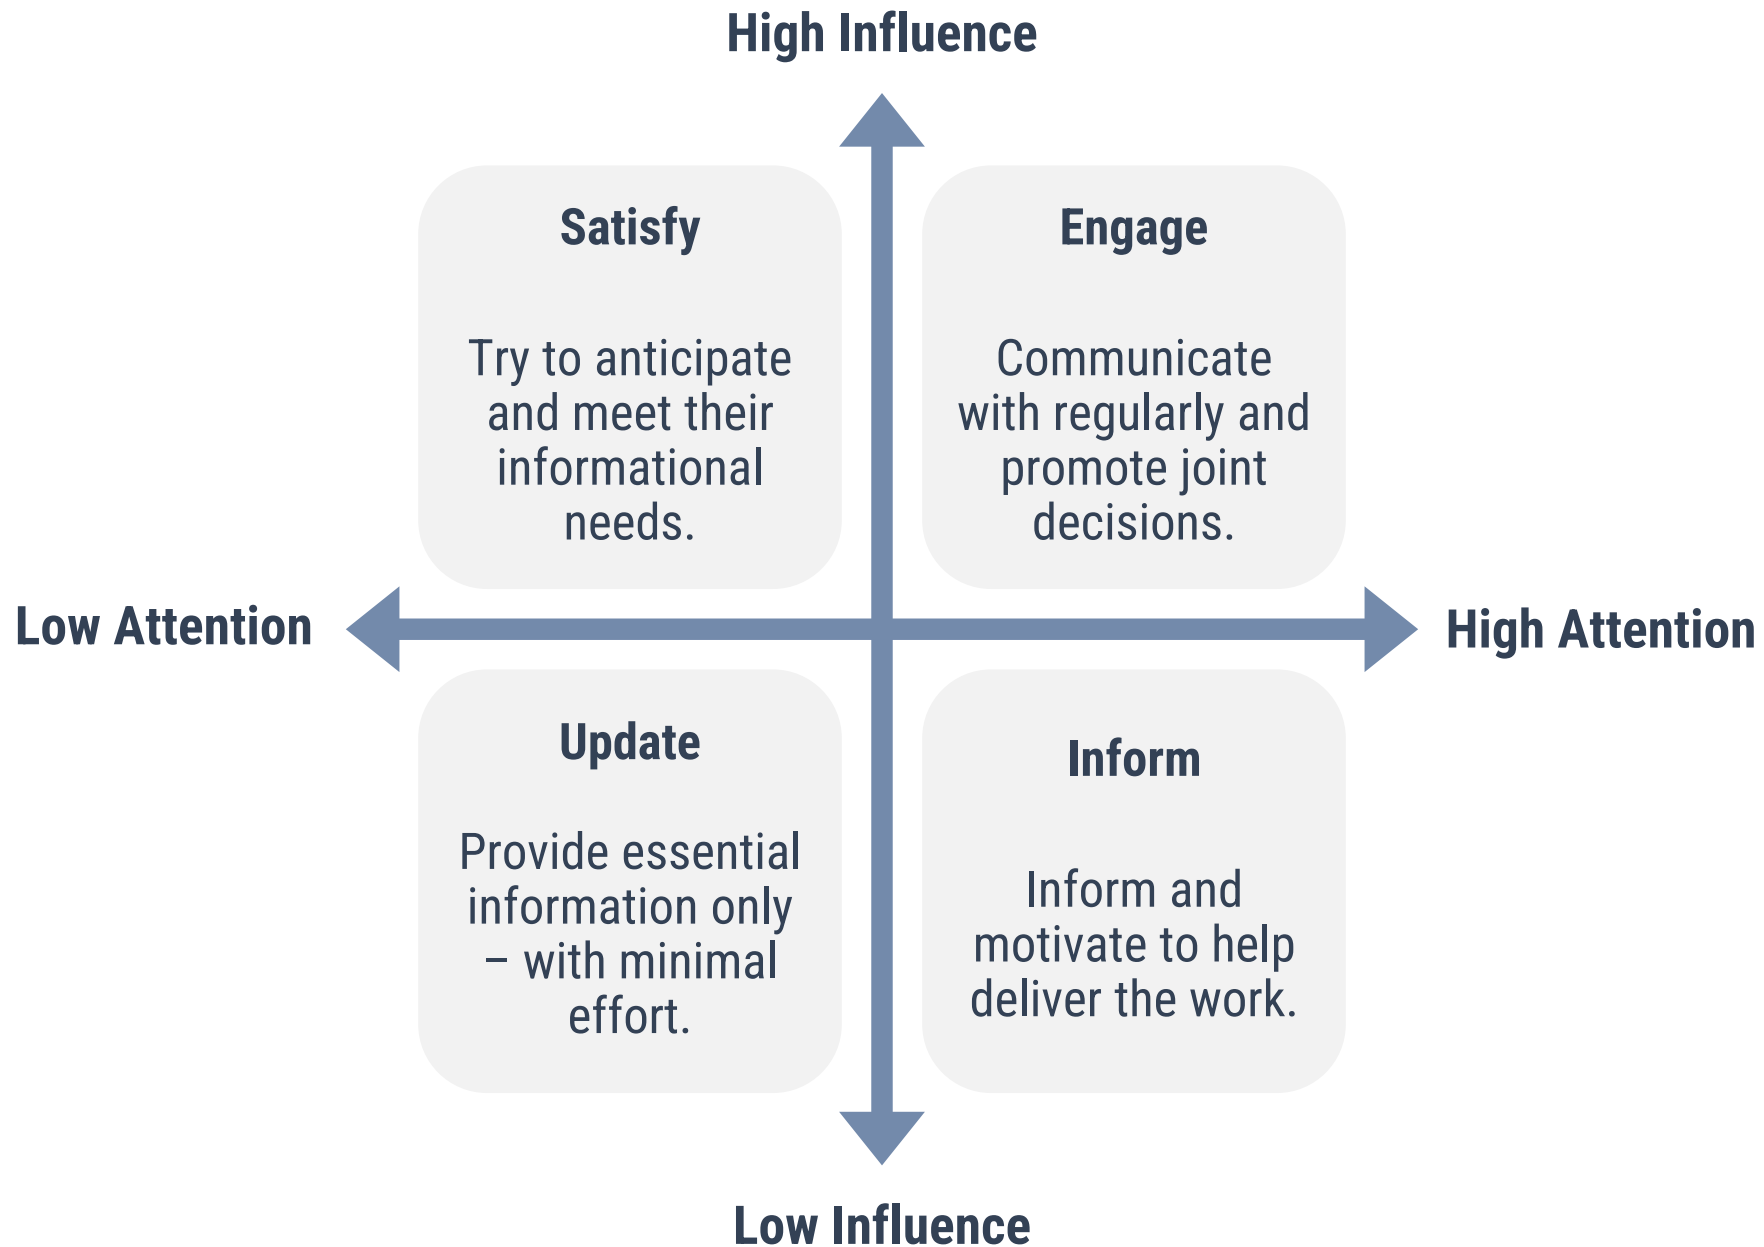 High Influence
Satisfy
Try to anticipate
and meet their
informational
needs.
Engage
Communicate
with regularly and
promote joint
decisions.
Low Attention
High Attention
Update
Provide essential
information only
– with minimal
effort.
Inform
Inform and
motivate to help
deliver the work.
Low Influence